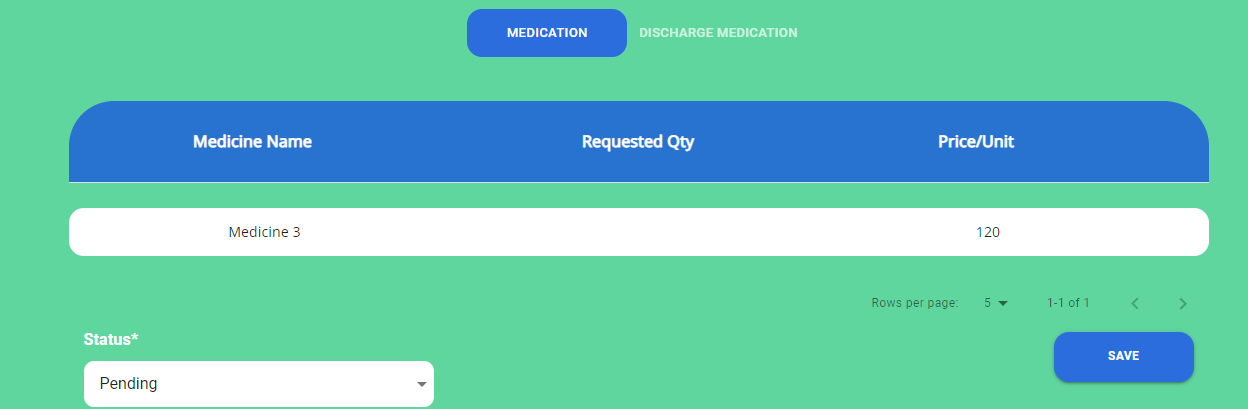 MEDICATION DISCHARGE MEDICATION
Medicine Name Requested Qty Price/Unit
Medicine 3 120
Rows per page: 5 1-1 of 1
Status*
SAVE
Pending